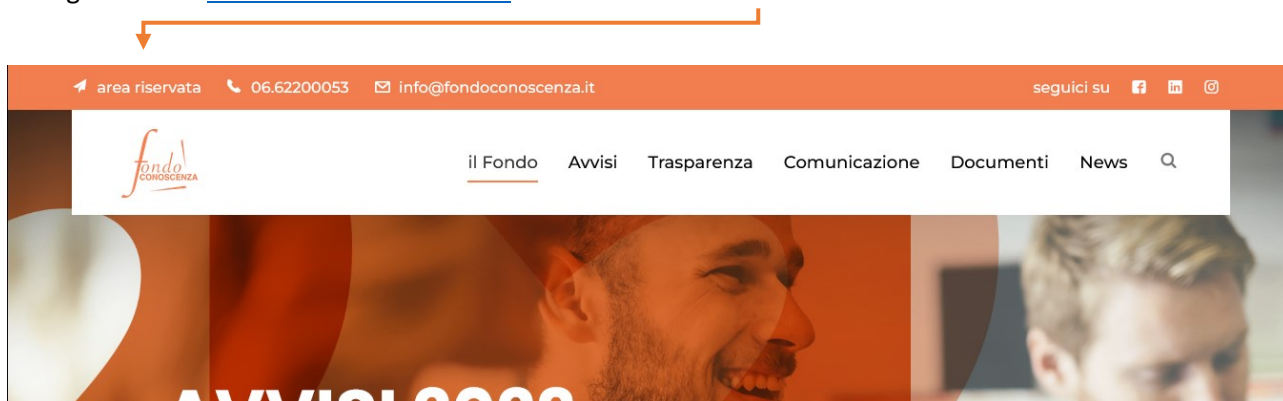 area riservata 06.62200053 info@fondoconoscenza.it seguici su
fondo
CONOSCENZA
il Fondo Avvisi Trasparenza Comunicazione Documenti News